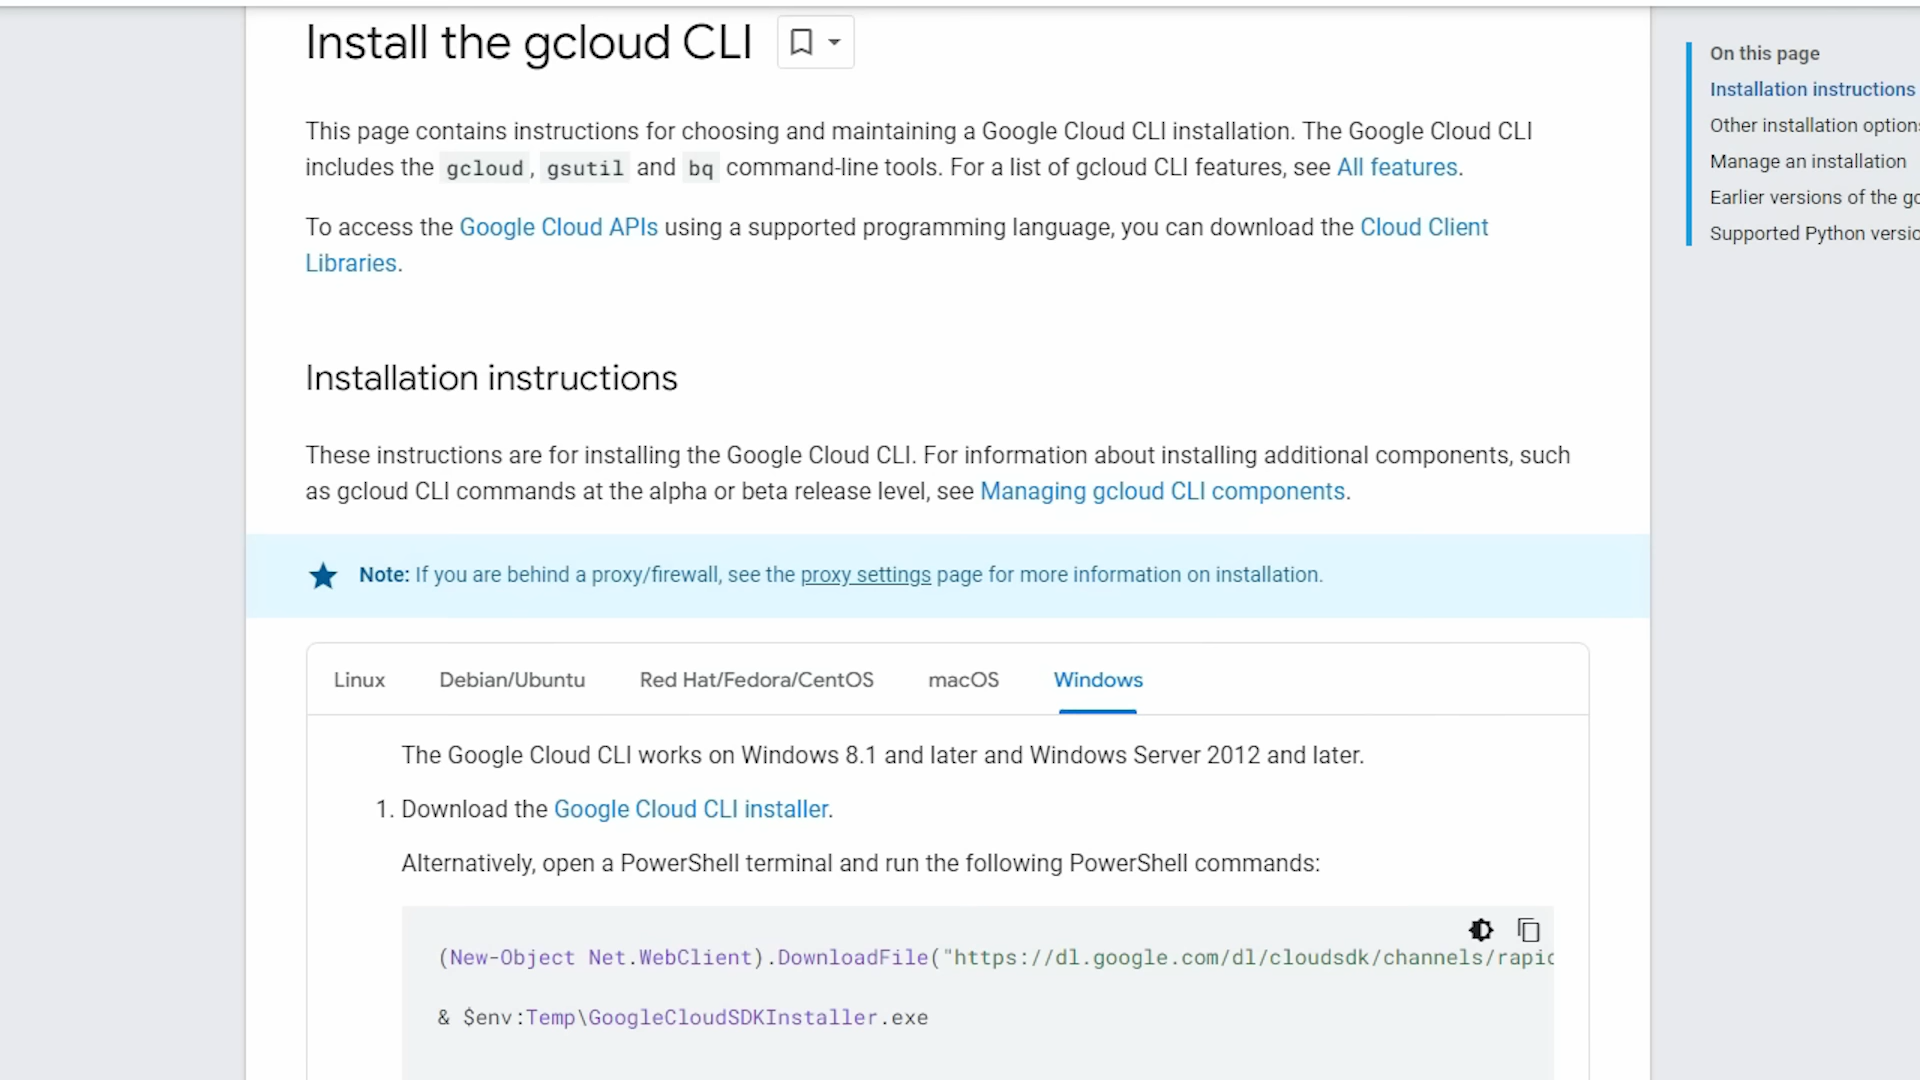 Install the gcloud CLI
This page contains instructions for choosing and maintaining a Google Cloud CLI installation. The Google Cloud CLI
includes the gcloud, gsutil and bq command-line tools. For a list of gcloud CLI features, see All features.
To access the Google Cloud APIs using a supported programming language, you can download the Cloud Client
Libraries.
Installation instructions
These instructions are for installing the Google Cloud CLI. For information about installing additional components, such
as gcloud CLI commands at the alpha or beta release level, see Managing gcloud CLI components.
Note: If you are behind a proxy/firewall, see the proxy settings page for more information on installation.
Linux Debian/Ubuntu Red Hat/Fedora/CentOS macOS Windows
The Google Cloud CLI works on Windows 8.1 and later and Windows Server 2012 and later.
1. Download the Google Cloud CLI installer.
Alternatively, open a PowerShell terminal and run the following PowerShell commands:
(New-Object Net.WebClient).DownloadFile("https://dl.google.com/dl/cloudsdk/channels/rapid
& $env:Temp\GoogleCloudSDKInstaller.exe
On this page
Installation instructions
Other installation options
Manage an installation
Earlier versions of the gc
Supported Python versio